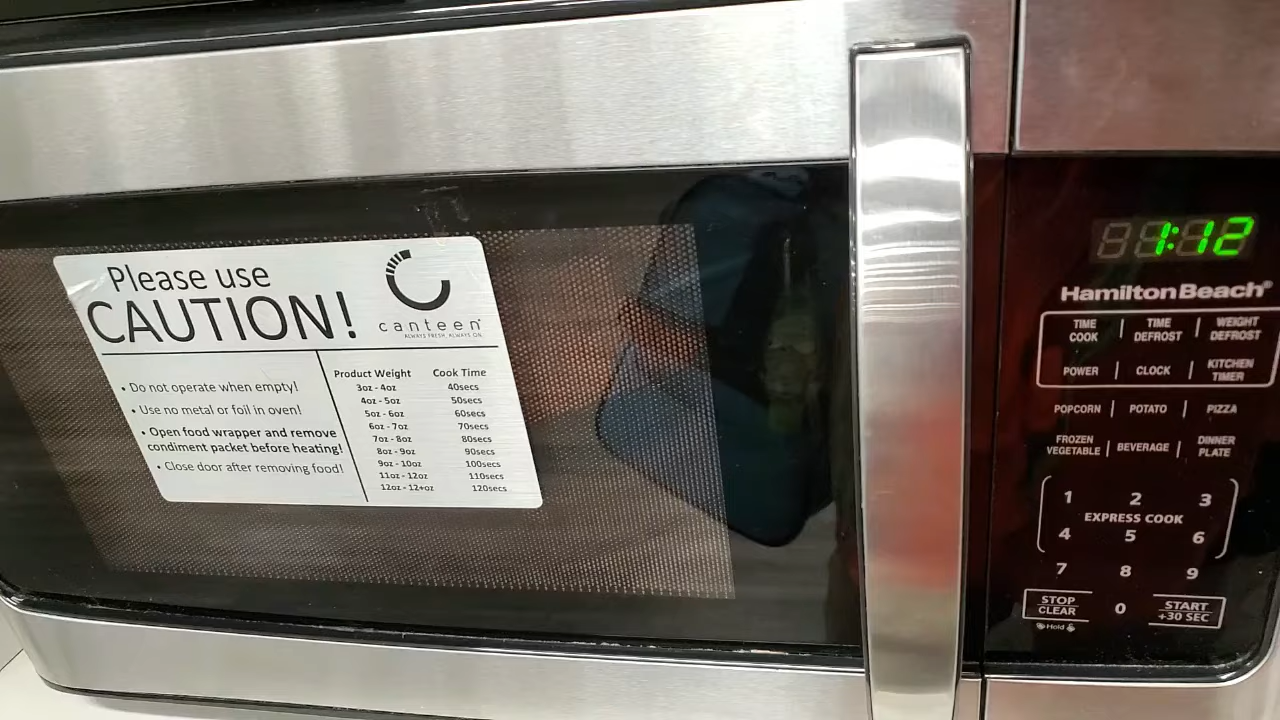 Please use
CAUTION!
canteen
ALWAYS FRESH. ALWAYS ON.
• Do not operate when empty!
• Use no metal or foil in oven!
• Open food wrapper and remove
condiment packet before heating!
• Close door after removing food!
Product Weight Cook Time
3oz - 4oz 40secs
4oz - 5oz 50secs
5oz - 6oz 60secs
6oz - 7oz 70secs
7oz - 8oz 80secs
8oz - 9oz 90secs
9oz - 10oz 100secs
11oz - 12oz 110secs
12oz - 12+oz 120secs
1:12
Hamilton Beach®
TIME COOK | TIME DEFROST | WEIGHT DEFROST
POWER | CLOCK | KITCHEN TIMER
POPCORN | POTATO | PIZZA
FROZEN VEGETABLE | BEVERAGE | DINNER PLATE
1 2 3
EXPRESS COOK
4 5 6
7 8 9
STOP CLEAR 0 START +30 SEC
Hold